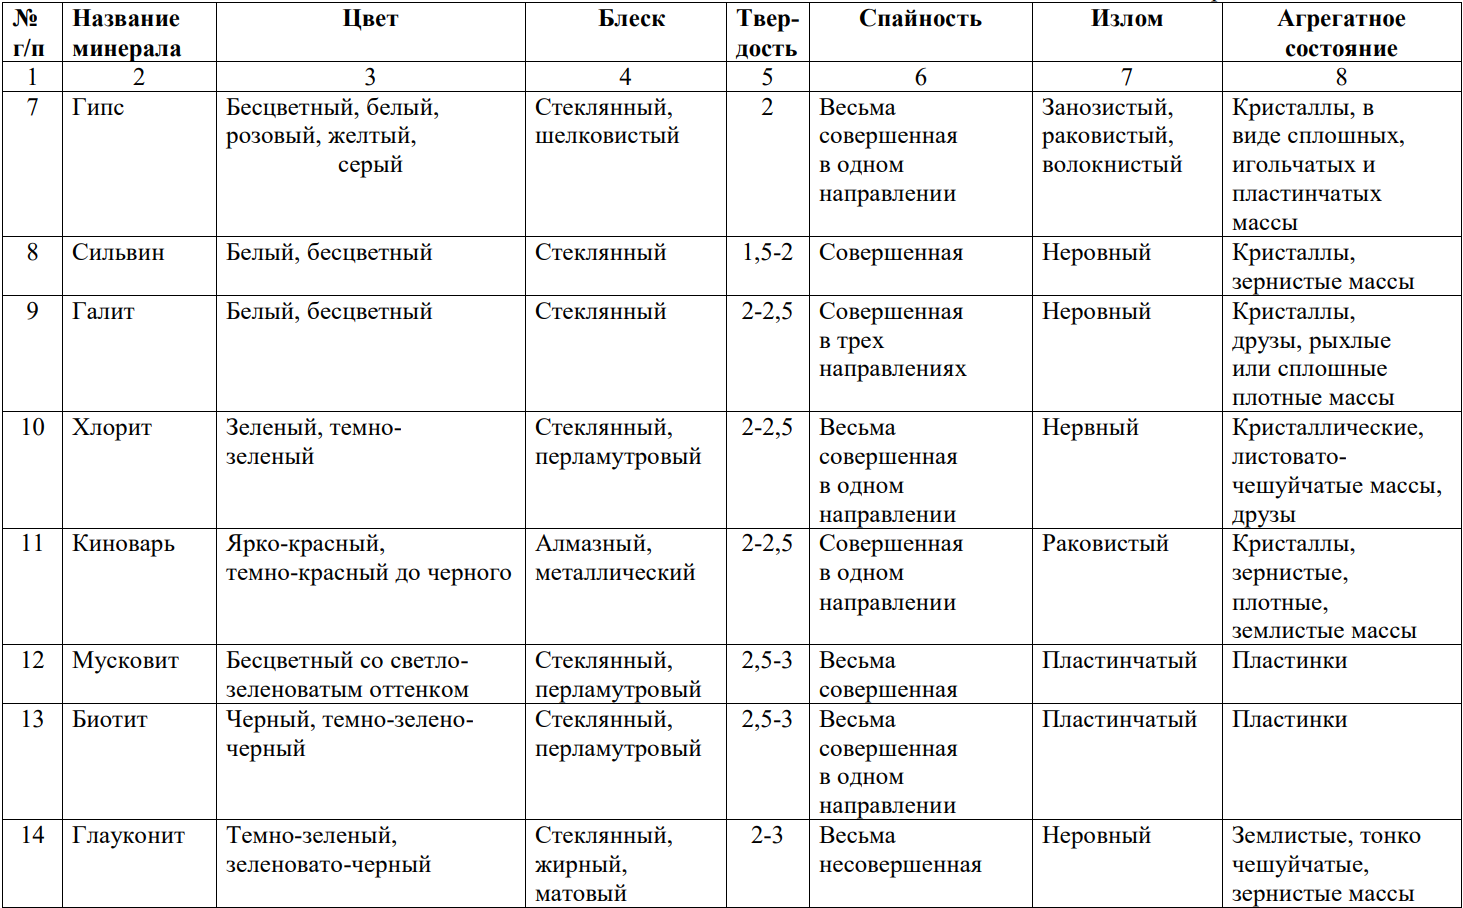 № Название Цвет Блеск Твер- Спайность Излом Агрегатное
г/п минерала дость состояние
1 2 3 4 5 6 7 8
7 Гипс Бесцветный, белый, Стеклянный, 2 Весьма Занозистый, Кристаллы, в
розовый, желтый, шелковистый совершенная раковистый, виде сплошных,
серый в одном волокнистый игольчатых и
направлении пластинчатых
массы
8 Сильвин Белый, бесцветный Стеклянный 1,5-2 Совершенная Неровный Кристаллы,
зернистые массы
9 Галит Белый, бесцветный Стеклянный 2-2,5 Совершенная Неровный Кристаллы,
в трех друзы, рыхлые
направлениях или сплошные
плотные массы
10 Хлорит Зеленый, темно- Стеклянный, 2-2,5 Весьма Нервный Кристаллические,
зеленый перламутровый совершенная листовато-
в одном чешуйчатые массы,
направлении друзы
11 Киноварь Ярко-красный, Алмазный, 2-2,5 Совершенная Раковистый Кристаллы,
темно-красный до черного металлический в одном зернистые,
направлении плотные,
землистые массы
12 Мусковит Бесцветный со светло- Стеклянный, 2,5-3 Весьма Пластинчатый Пластинки
зеленоватым оттенком перламутровый совершенная
13 Биотит Черный, темно-зелено- Стеклянный, 2,5-3 Весьма Пластинчатый Пластинки
черный перламутровый совершенная
в одном
направлении
14 Глауконит Темно-зеленый, Стеклянный, 2-3 Весьма Неровный Землистые, тонко
зеленовато-черный жирный, несовершенная чешуйчатые,
матовый зернистые массы